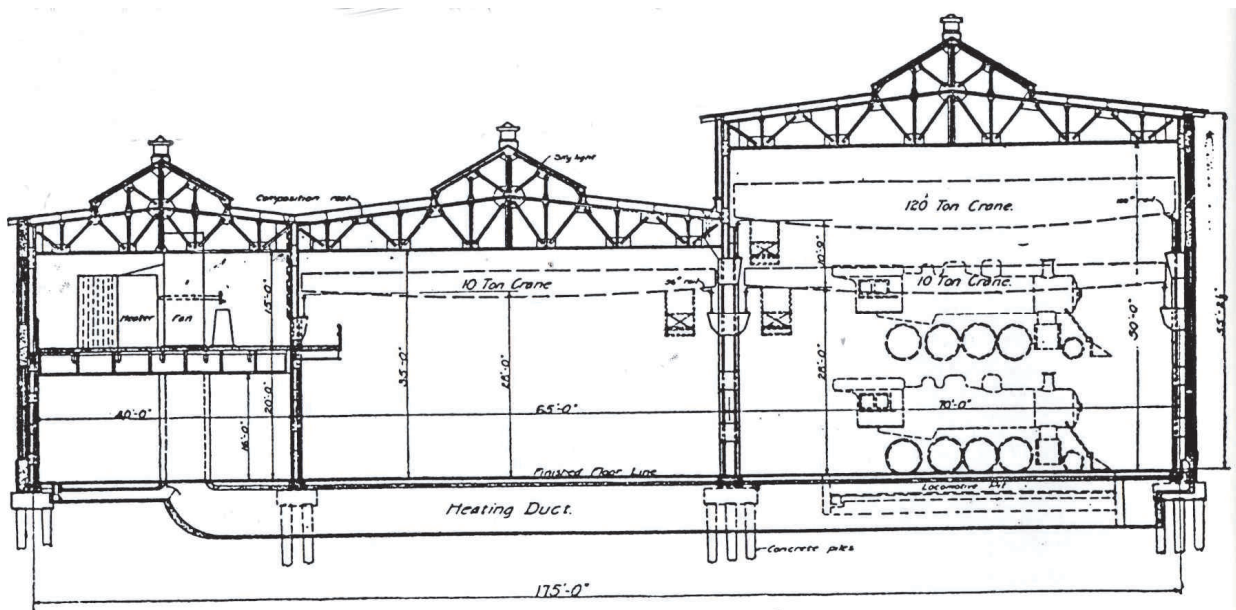 Sky light
Composition roof
120 Ton Crane.
10 Ton Crane
10 Ton Crane.
Heater
Fan
15'-0"
35'-0"
28'-0"
10'-0"
28'-0"
50'-0"
20'-0"
16'-0"
40'-0"
65'-0"
70'-0"
Finished Floor Line
Locomotive Pit
Heating Duct.
Concrete piles
175'-0"